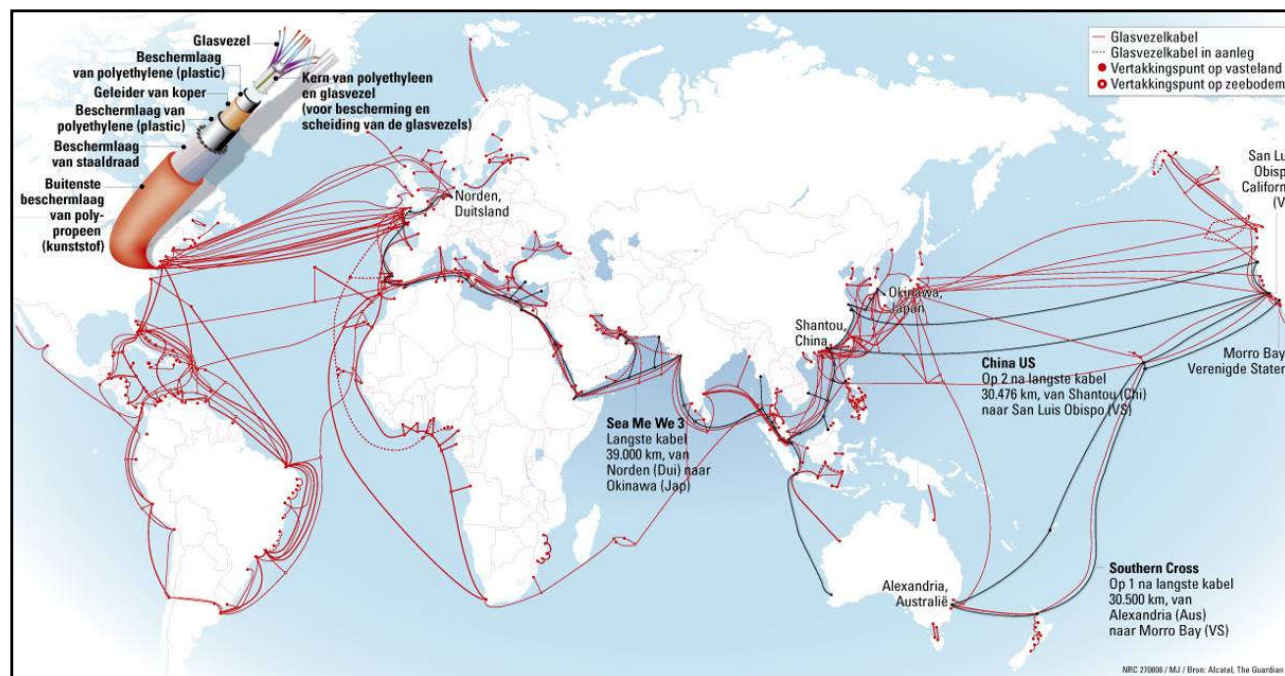 Glasvezel
Beschermlaag
van polyethylene (plastic)
Geleider van koper
Beschermlaag van
polyethylene (plastic)
Beschermlaag
van staaldraad
Buitenste
beschermlaag
van poly-
propeen
(kunststof)
Kern van polyethyleen
en glasvezel
(voor bescherming en
scheiding van de glasvezels)
Glasvezelkabel
Glasvezelkabel in aanleg
Vertakkingspunt op vasteland
Vertakkingspunt op zeebodem
San Lu
Obisp
Californ
(V
Norden,
Duitsland
Okinawa,
Japan
Shantou,
China
China US
Op 2 na langste kabel
30.476 km, van Shantou (Chi)
naar San Luis Obispo (VS)
Morro Bay
Verenigde Staten
Sea Me We 3
Langste kabel
39.000 km, van
Norden (Dui) naar
Okinawa (Jap)
Alexandria,
Australië
Southern Cross
Op 1 na langste kabel
30.500 km, van
Alexandria (Aus)
naar Morro Bay (VS)
NRC 270808 / MJ / Bron: Alcatel, The Guardian